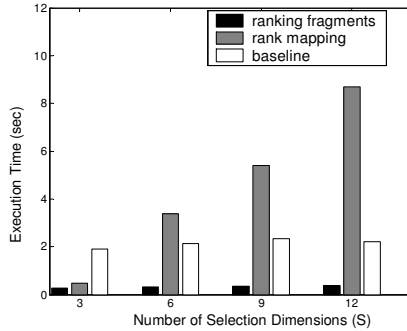 12
10
8
6
4
2
0
Execution Time (sec)
ranking fragments
rank mapping
baseline
3 6 9 12
Number of Selection Dimensions (S)